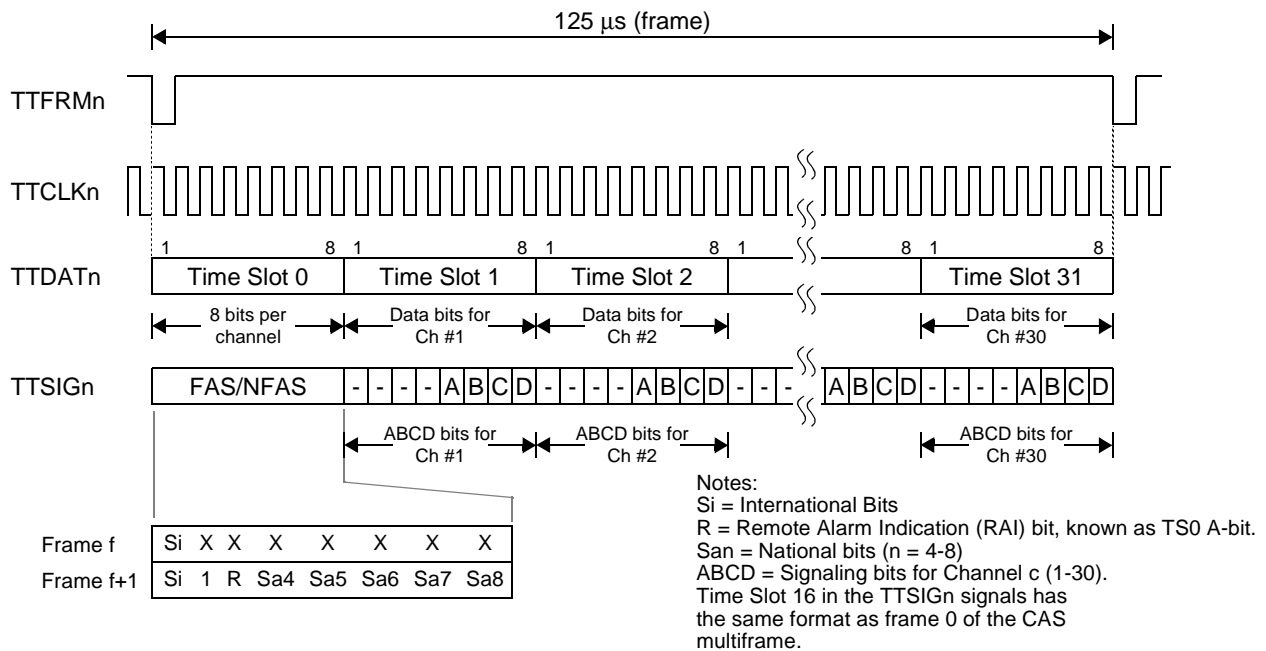 125 μs (frame)
TTFRMn
TTCLKn
1 8 1 8 1 8 1 8 1 8
TTDATn Time Slot 0 Time Slot 1 Time Slot 2 Time Slot 31
8 bits per channel Data bits for Ch #1 Data bits for Ch #2 Data bits for Ch #30
TTSIGn FAS/NFAS - - - - A B C D - - - - A B C D - - - A B C D - - - - A B C D
ABCD bits for Ch #1 ABCD bits for Ch #2 ABCD bits for Ch #30
Frame f Si X X X X X X X
Frame f+1 Si 1 R Sa4 Sa5 Sa6 Sa7 Sa8
Notes:
Si = International Bits
R = Remote Alarm Indication (RAI) bit, known as TS0 A-bit.
San = National bits (n = 4-8)
ABCD = Signaling bits for Channel c (1-30).
Time Slot 16 in the TTSIGn signals has
the same format as frame 0 of the CAS
multiframe.